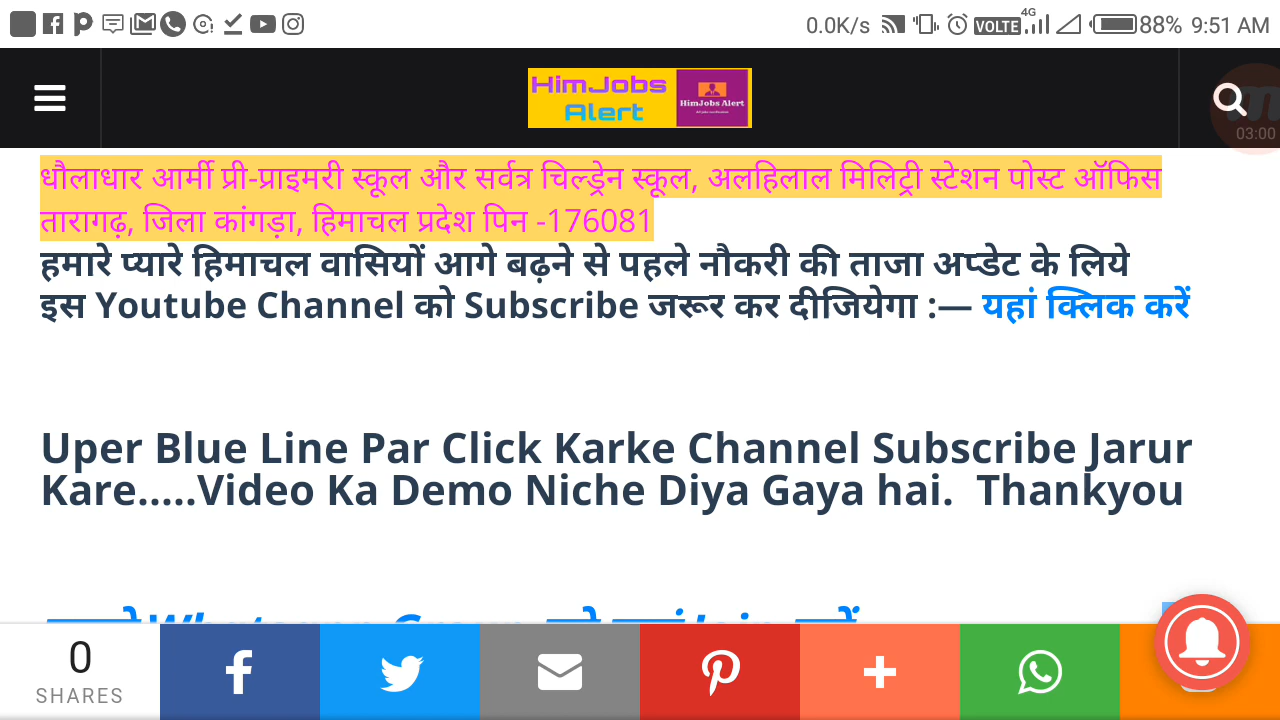 0.0K/s 4G VOLTE 88% 9:51 AM
HimJobs
Alert
HimJobs Alert
03:00
धौलाधार आर्मी प्री-प्राइमरी स्कूल और सर्वत्र चिल्ड्रेन स्कूल, अलहिलाल मिलिट्री स्टेशन पोस्ट ऑफिस
तारागढ़, जिला कांगड़ा, हिमाचल प्रदेश पिन -176081
हमारे प्यारे हिमाचल वासियों आगे बढ़ने से पहले नौकरी की ताजा अप्डेट के लिये
इस Youtube Channel को Subscribe जरूर कर दीजियेगा :— यहां क्लिक करें
Uper Blue Line Par Click Karke Channel Subscribe Jarur
Kare.....Video Ka Demo Niche Diya Gaya hai. Thankyou
0
SHARES